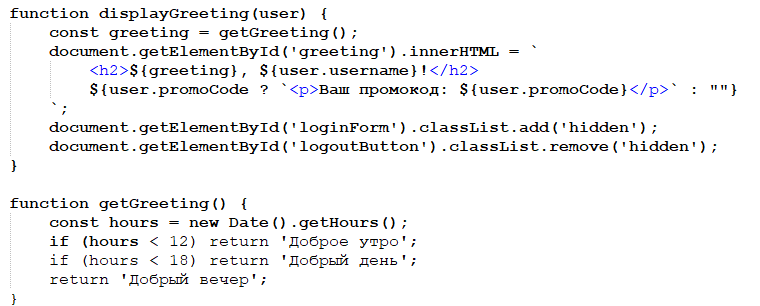 function displayGreeting(user) {
    const greeting = getGreeting();
    document.getElementById('greeting').innerHTML = `
        <h2>${greeting}, ${user.username}!</h2>
        ${user.promoCode ? `<p>Ваш промокод: ${user.promoCode}</p>` : ""}
    `;
    document.getElementById('loginForm').classList.add('hidden');
    document.getElementById('logoutButton').classList.remove('hidden');
}

function getGreeting() {
    const hours = new Date().getHours();
    if (hours < 12) return 'Доброе утро';
    if (hours < 18) return 'Добрый день';
    return 'Добрый вечер';
}